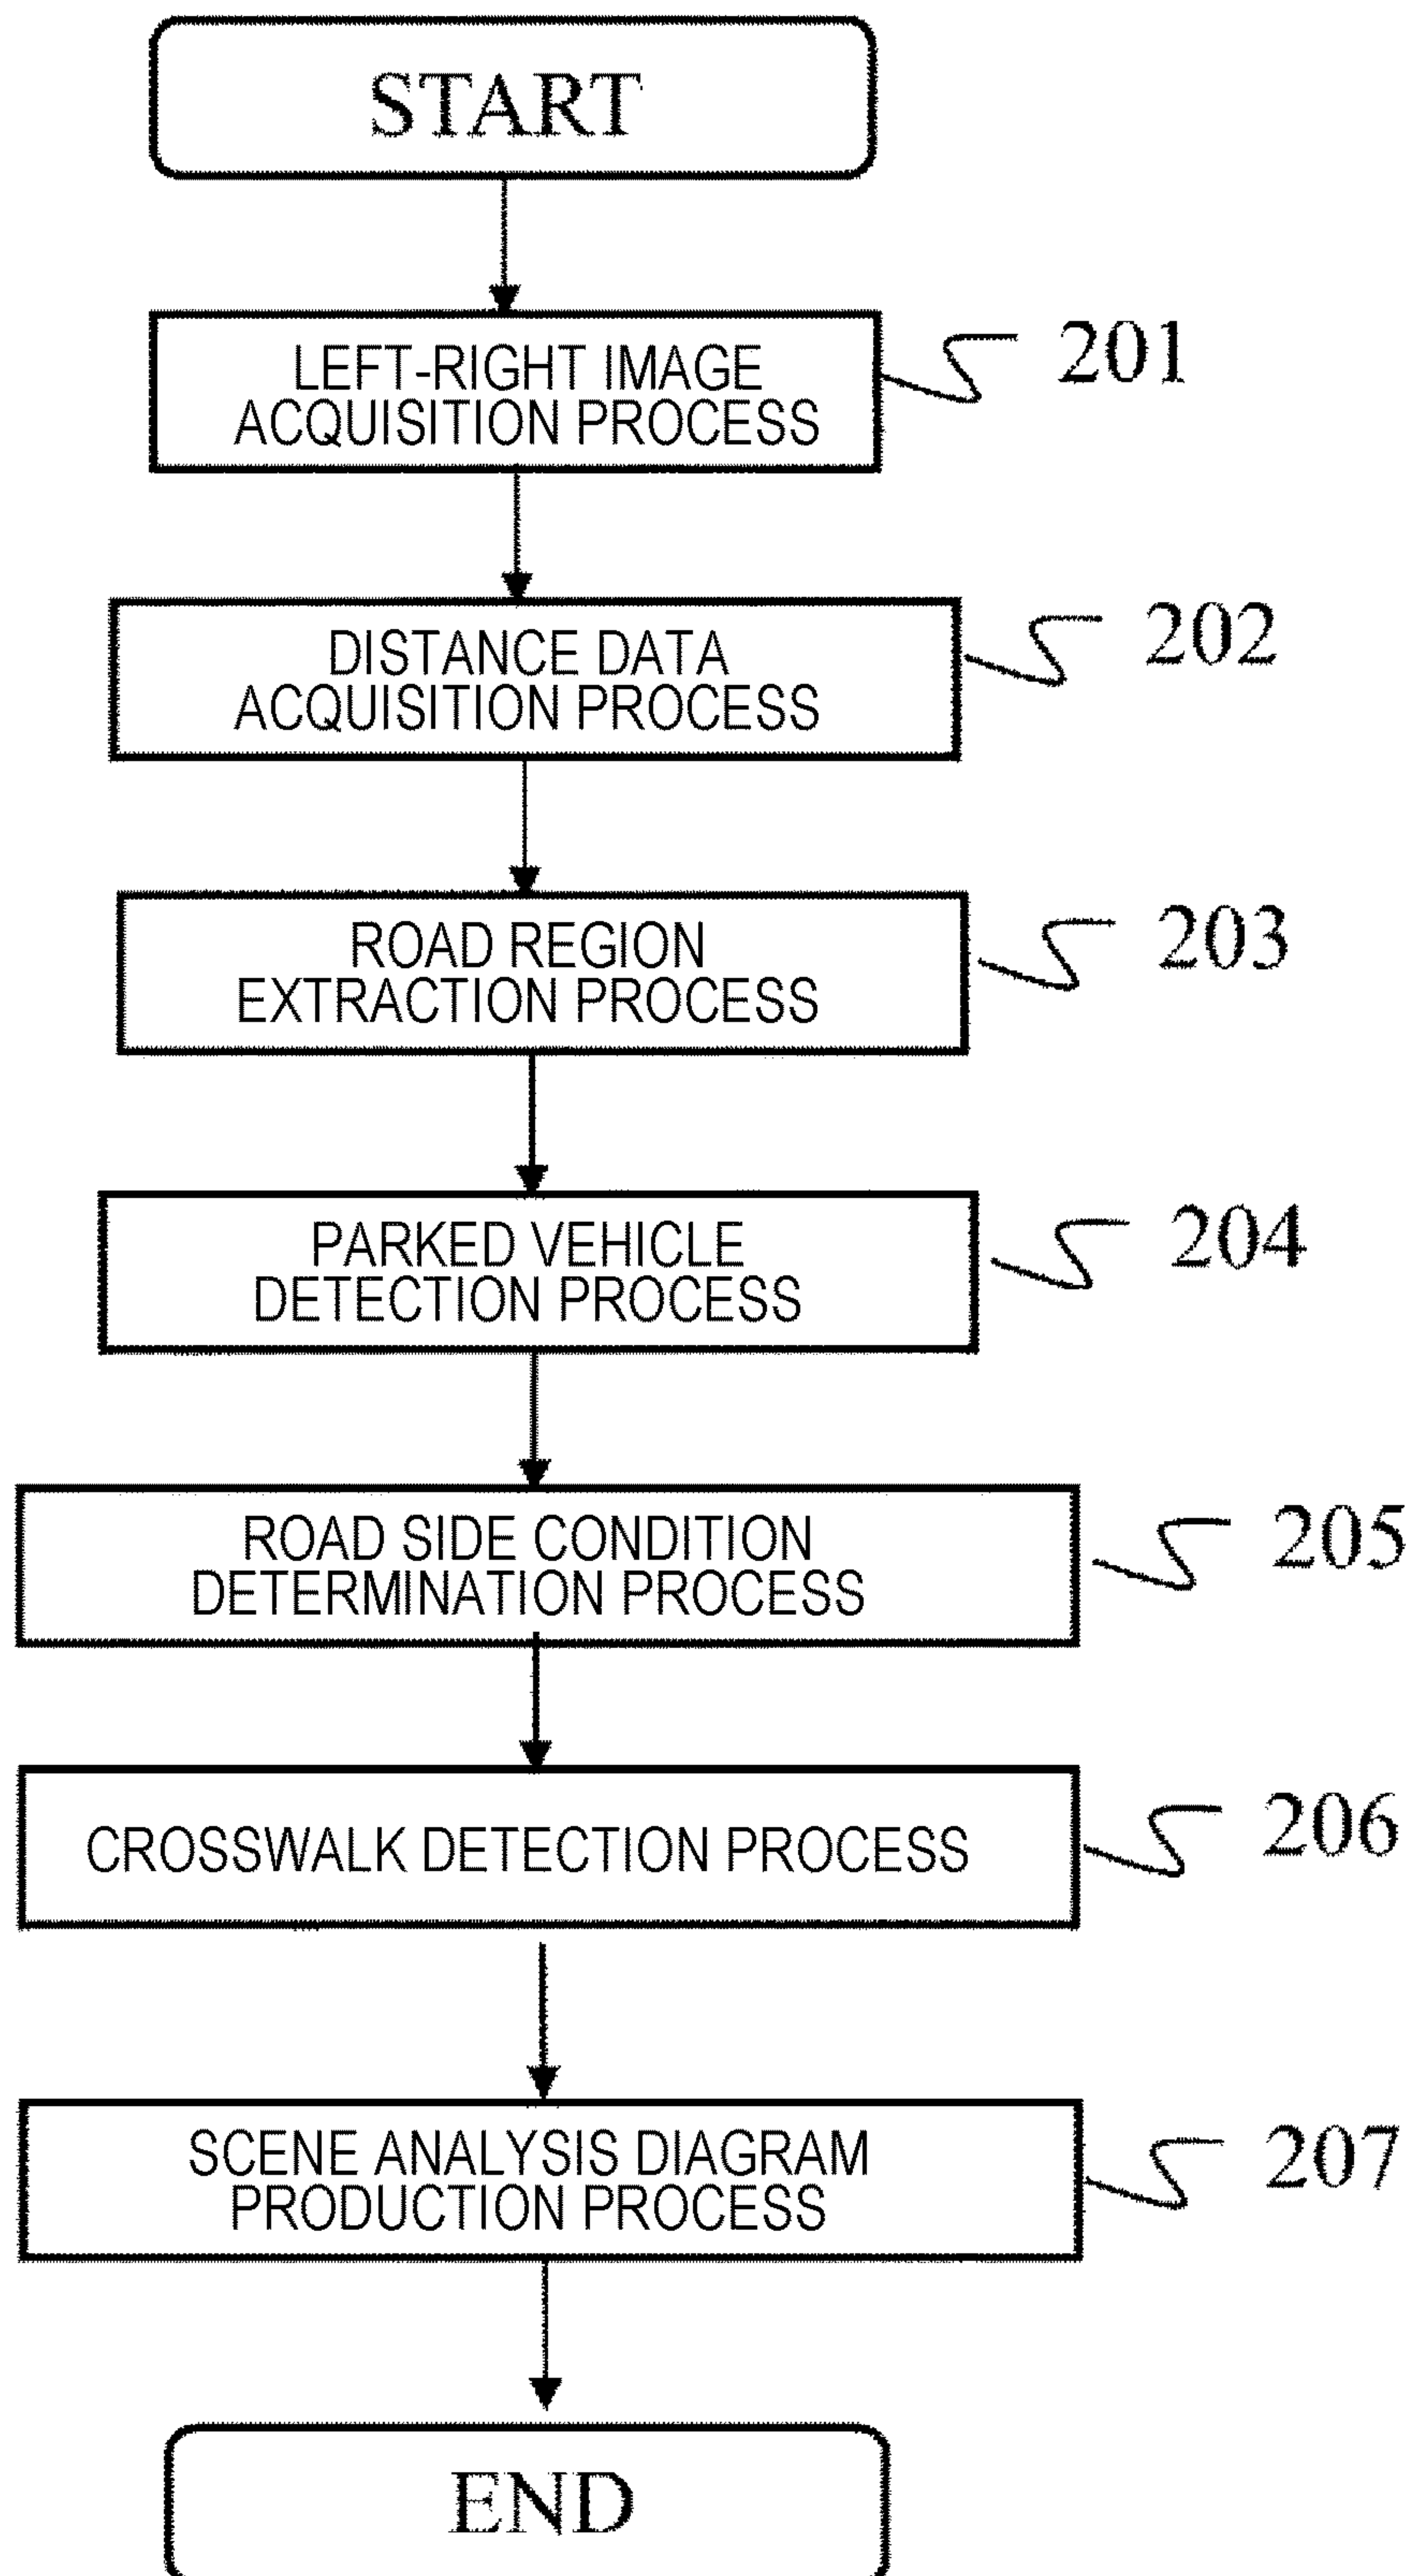 START
LEFT-RIGHT IMAGE
ACQUISITION PROCESS
201
DISTANCE DATA
ACQUISITION PROCESS
202
ROAD REGION
EXTRACTION PROCESS
203
PARKED VEHICLE
DETECTION PROCESS
204
ROAD SIDE CONDITION
DETERMINATION PROCESS
205
CROSSWALK DETECTION PROCESS
206
SCENE ANALYSIS DIAGRAM
PRODUCTION PROCESS
207
END